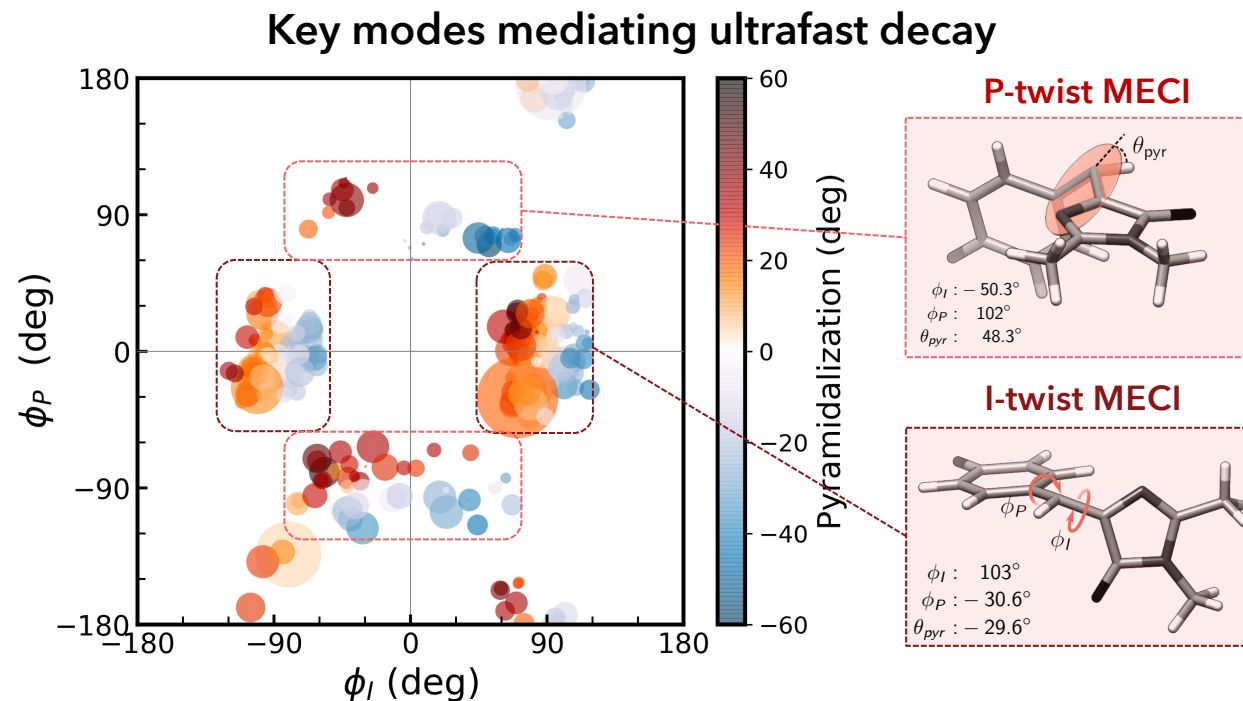 Key modes mediating ultrafast decay
180
90
0
−90
−180
ϕP (deg)
−180
−90
0
90
180
ϕI (deg)
60
40
20
0
−20
−40
−60
Pyramidalization (deg)
P-twist MECI
θpyr
ϕI : − 50.3°
ϕP : 102°
θpyr : 48.3°
I-twist MECI
ϕP
ϕI
ϕI : 103°
ϕP : − 30.6°
θpyr : − 29.6°